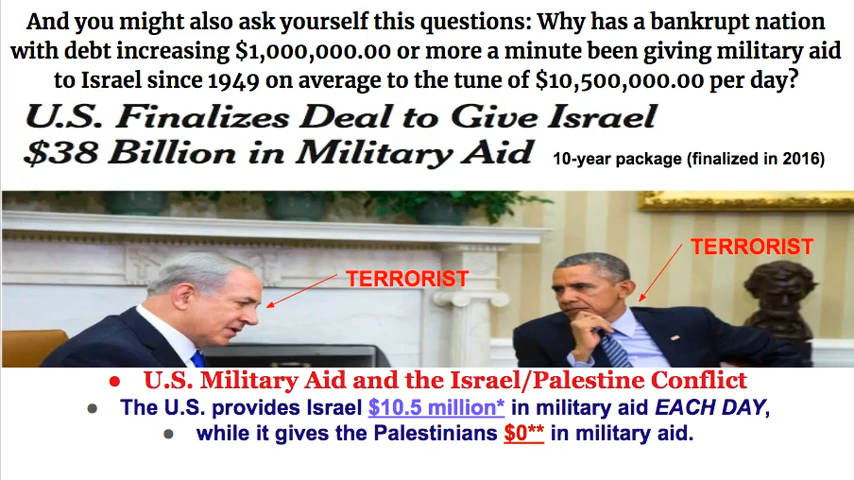 And you might also ask yourself this questions: Why has a bankrupt nation
with debt increasing $1,000,000.00 or more a minute been giving military aid
to Israel since 1949 on average to the tune of $10,500,000.00 per day?
U.S. Finalizes Deal to Give Israel
$38 Billion in Military Aid 10-year package (finalized in 2016)
TERRORIST
TERRORIST
● U.S. Military Aid and the Israel/Palestine Conflict
● The U.S. provides Israel $10.5 million* in military aid EACH DAY,
● while it gives the Palestinians $0** in military aid.